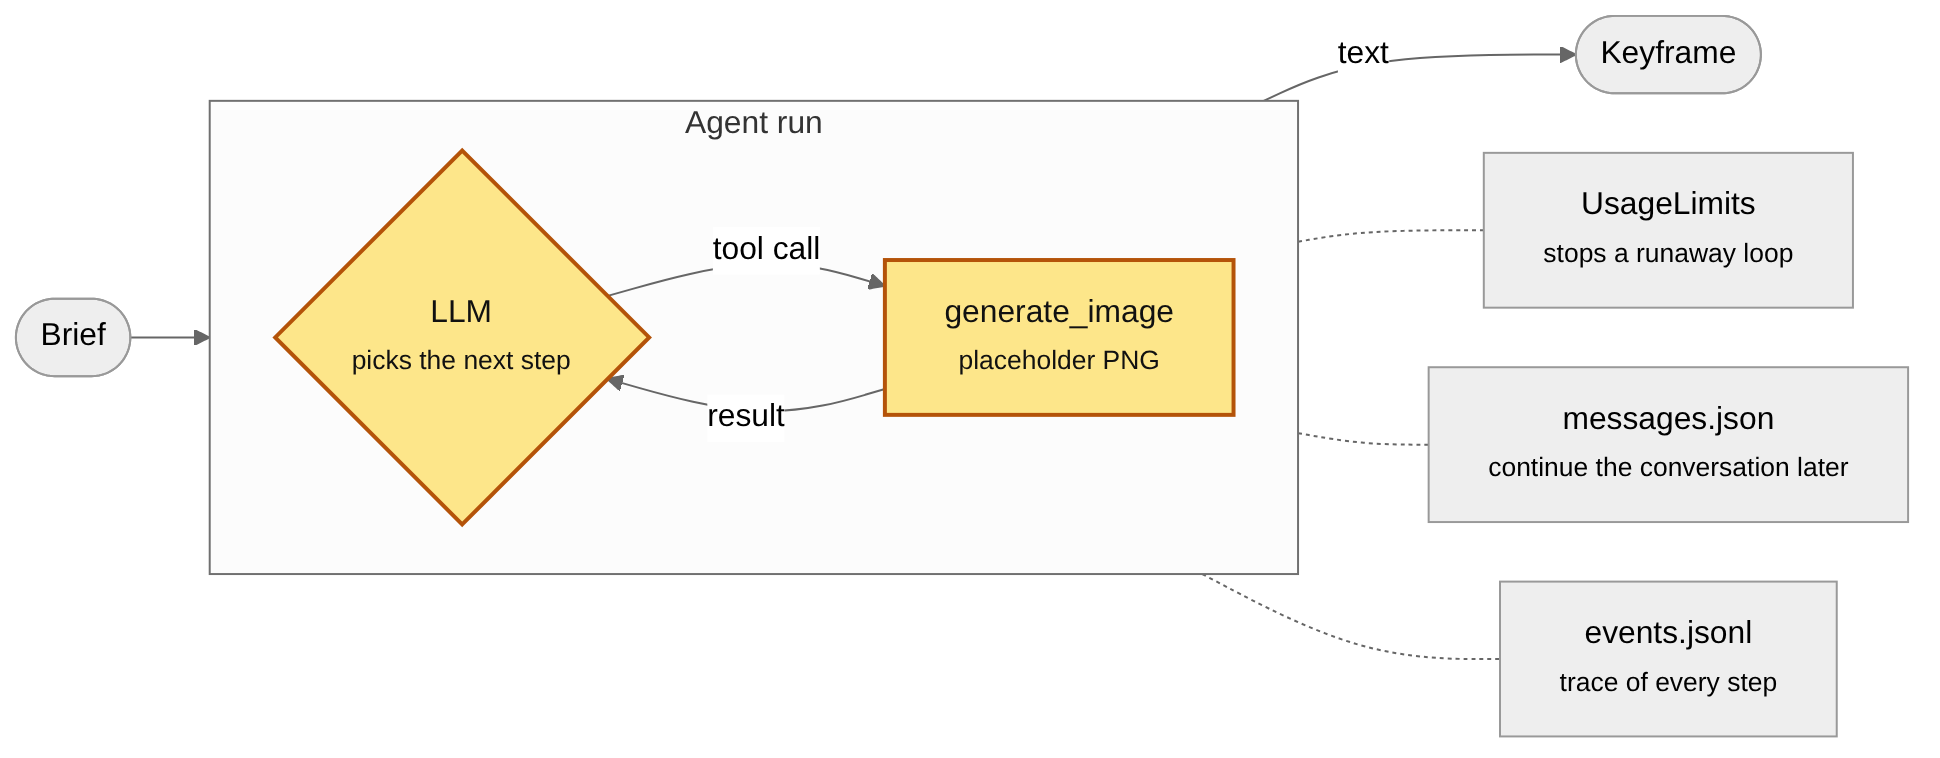 Brief
Agent run
LLM
picks the next step
tool call
result
generate_image
placeholder PNG
text
Keyframe
UsageLimits
stops a runaway loop
messages.json
continue the conversation later
events.jsonl
trace of every step